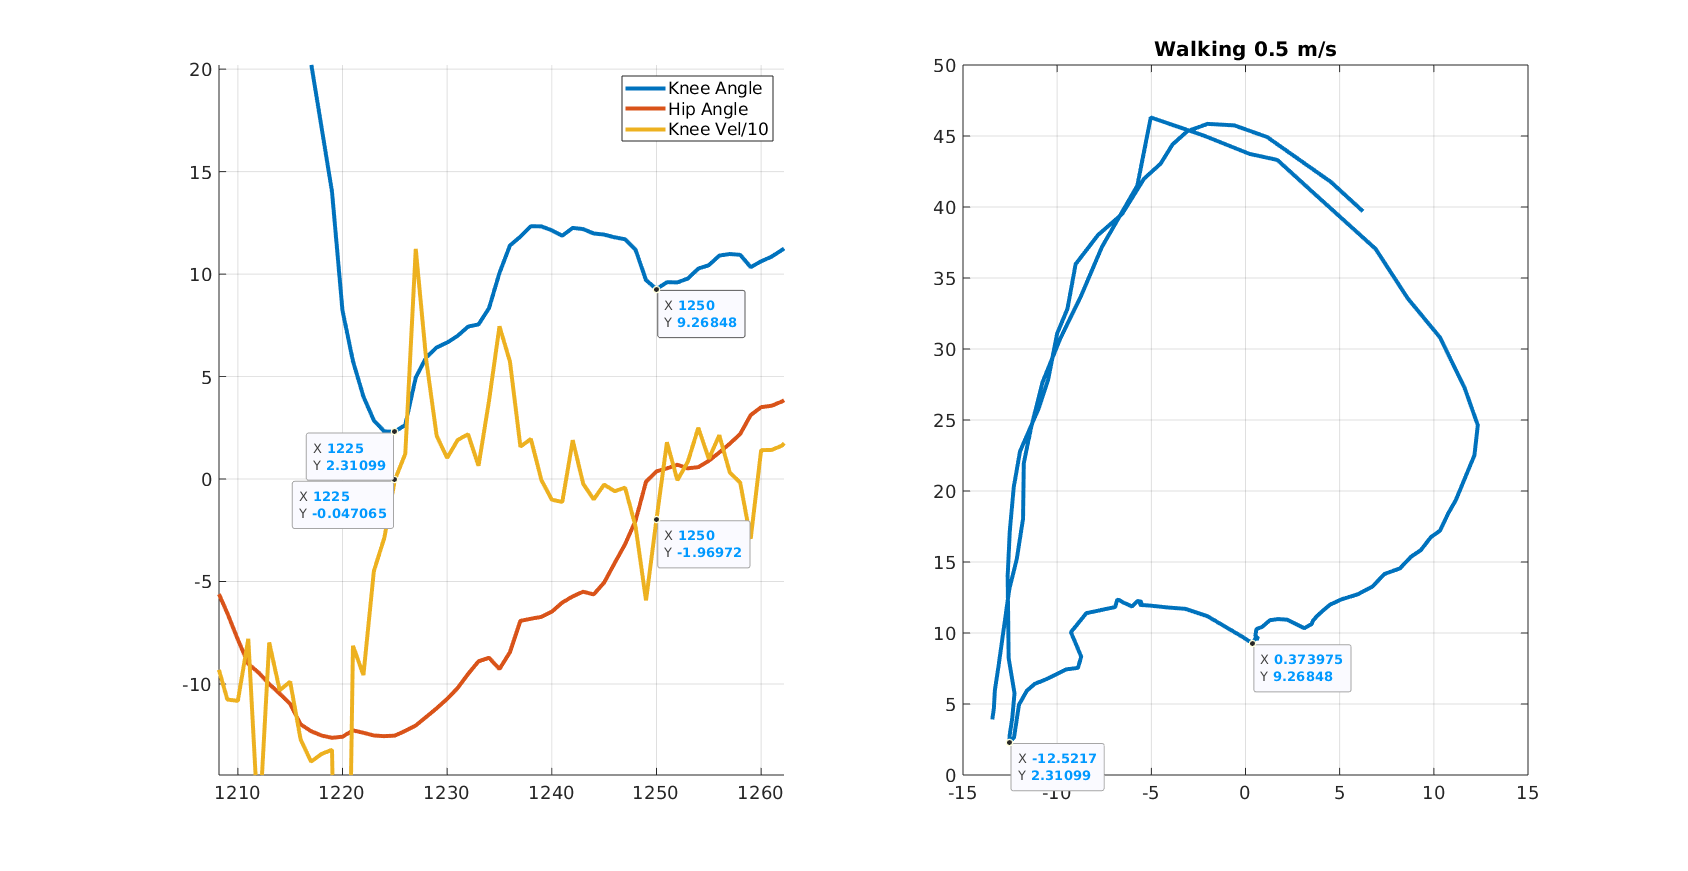 20
15
10
5
0
-5
-10
1210
1220
1230
1240
1250
1260
Knee Angle
Hip Angle
Knee Vel/10
X 1250
Y 9.26848
X 1225
Y 2.31099
X 1225
Y -0.047065
X 1250
Y -1.96972
Walking 0.5 m/s
50
45
40
35
30
25
20
15
10
5
0
-15
-10
-5
0
5
10
15
X 0.373975
Y 9.26848
X -12.5217
Y 2.31099